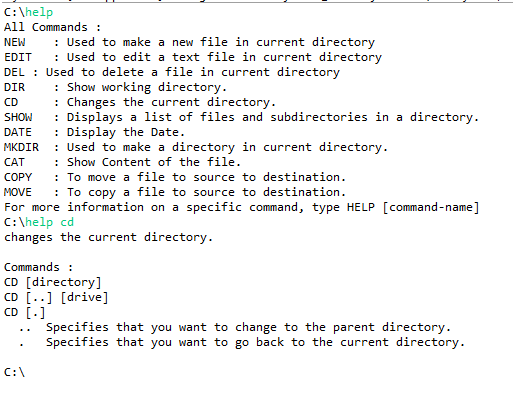 C:\help
All Commands :
NEW    : Used to make a new file in current directory
EDIT   : Used to edit a text file in current directory
DEL : Used to delete a file in current directory
DIR    : Show working directory.
CD     : Changes the current directory.
SHOW   : Displays a list of files and subdirectories in a directory.
DATE   : Display the Date.
MKDIR  : Used to make a directory in current directory.
CAT    : Show Content of the file.
COPY   : To move a file to source to destination.
MOVE   : To copy a file to source to destination.
For more information on a specific command, type HELP [command-name]
C:\help cd
changes the current directory.

Commands :
CD [directory]
CD [..] [drive]
CD [.]
  ..  Specifies that you want to change to the parent directory.
  .   Specifies that you want to go back to the current directory.

C:\